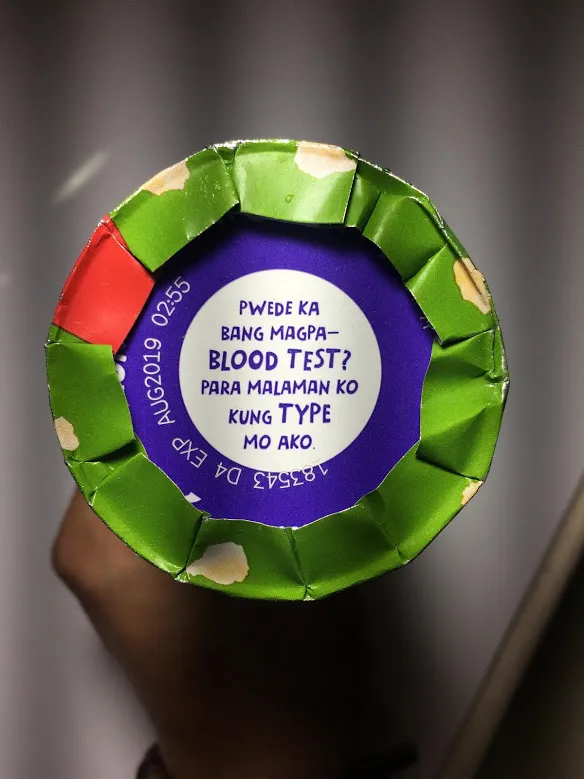 PWEDE KA
BANG MAGPA–
BLOOD TEST?
PARA MALAMAN KO
KUNG TYPE
MO AKO.
183543 D4 EXP AUG2019 02:55